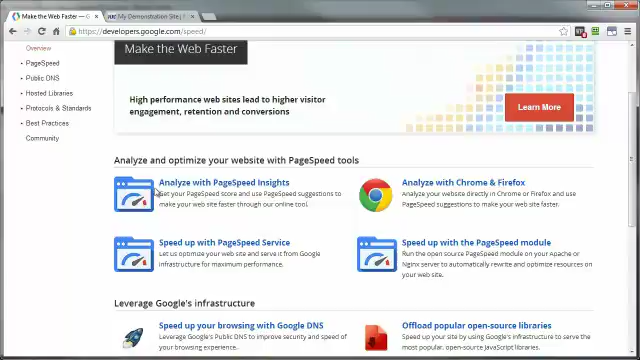 Make the Web Faster —
My Demonstration Site | 
https://developers.google.com/speed/
Overview
PageSpeed
Public DNS
Hosted Libraries
Protocols & Standards
Best Practices
Community
Make the Web Faster
High performance web sites lead to higher visitor
engagement, retention and conversions
Learn More
Analyze and optimize your website with PageSpeed tools
Analyze with PageSpeed Insights
Get your PageSpeed score and use PageSpeed suggestions to
make your web site faster through our online tool.
Analyze with Chrome & Firefox
Analyze your website directly in Chrome or Firefox and use
PageSpeed suggestions to make your web site faster.
Speed up with PageSpeed Service
Let us optimize your web site and serve it from Google
infrastructure for maximum performance.
Speed up with the PageSpeed module
Run the open source PageSpeed module on your Apache or
Nginx server to automatically rewrite and optimize resources on
your web site.
Leverage Google's infrastructure
Speed up your browsing with Google DNS
Leverage Google's Public DNS to improve security and speed of
your browsing experience.
Offload popular open-source libraries
Speed up your site by using Google's infrastructure to serve the
most popular, open-source JavaScript libraries.